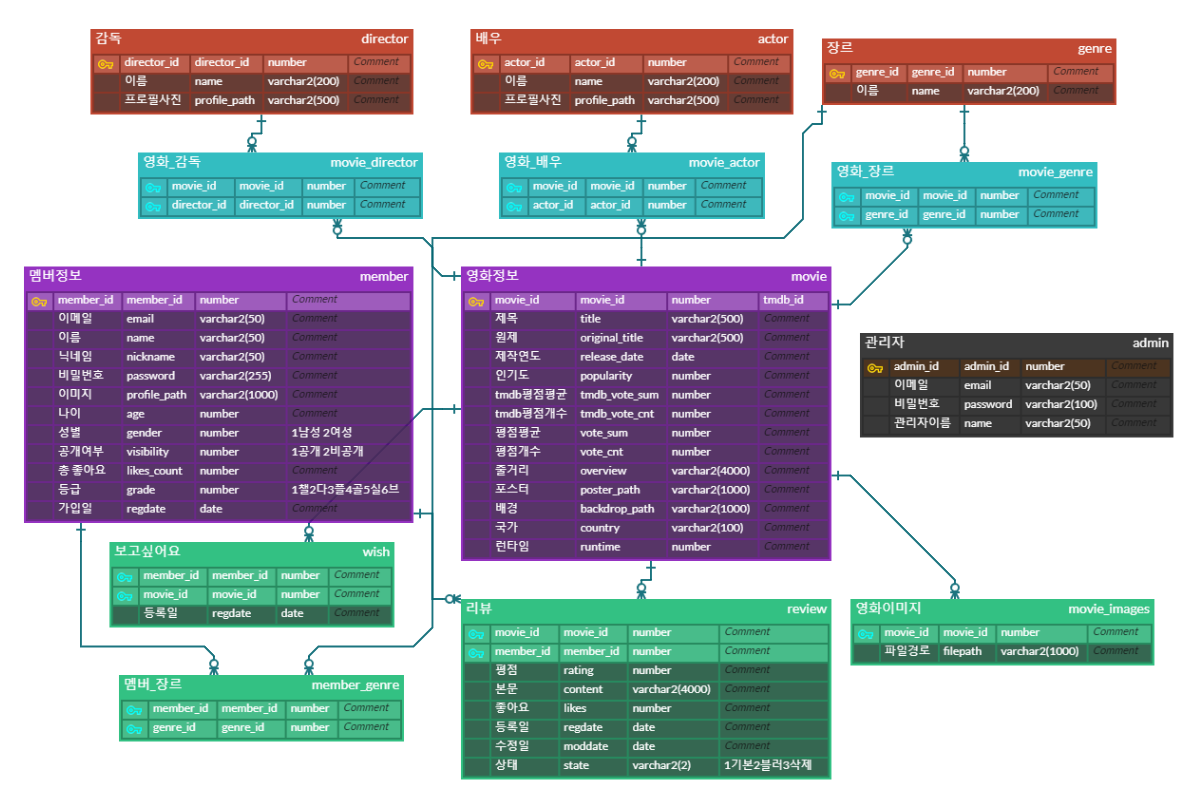 감독 director
director_id director_id number Comment
이름 name varchar2(200) Comment
프로필사진 profile_path varchar2(500) Comment
배우 actor
actor_id actor_id number Comment
이름 name varchar2(200) Comment
프로필사진 profile_path varchar2(500) Comment
장르 genre
genre_id genre_id number Comment
이름 name varchar2(200) Comment
영화_감독 movie_director
movie_id movie_id number Comment
director_id director_id number Comment
영화_배우 movie_actor
movie_id movie_id number Comment
actor_id actor_id number Comment
영화_장르 movie_genre
movie_id movie_id number Comment
genre_id genre_id number Comment
멤버정보 member
member_id member_id number Comment
이메일 email varchar2(50) Comment
이름 name varchar2(50) Comment
닉네임 nickname varchar2(50) Comment
비밀번호 password varchar2(255) Comment
이미지 profile_path varchar2(1000) Comment
나이 age number Comment
성별 gender number 1남성 2여성
공개여부 visibility number 1공개 2비공개
총 좋아요 likes_count number Comment
등급 grade number 1챌2다3플4골5실6브
가입일 regdate date Comment
영화정보 movie
movie_id movie_id number tmdb_id
제목 title varchar2(500) Comment
원제 original_title varchar2(500) Comment
제작연도 release_date date Comment
인기도 popularity number Comment
tmdb평점평균 tmdb_vote_sum number Comment
tmdb평점개수 tmdb_vote_cnt number Comment
평점평균 vote_sum number Comment
평점개수 vote_cnt number Comment
줄거리 overview varchar2(4000) Comment
포스터 poster_path varchar2(1000) Comment
배경 backdrop_path varchar2(1000) Comment
국가 country varchar2(100) Comment
런타임 runtime number Comment
관리자 admin
admin_id admin_id number Comment
이메일 email varchar2(50) Comment
비밀번호 password varchar2(100) Comment
관리자이름 name varchar2(50) Comment
보고싶어요 wish
member_id member_id number Comment
movie_id movie_id number Comment
등록일 regdate date Comment
리뷰 review
movie_id movie_id number Comment
member_id member_id number Comment
평점 rating number Comment
본문 content varchar2(4000) Comment
좋아요 likes number Comment
등록일 regdate date Comment
수정일 moddate date Comment
상태 state varchar2(2) 1기본2블러3삭제
영화이미지 movie_images
movie_id movie_id number Comment
파일경로 filepath varchar2(1000) Comment
멤버_장르 member_genre
member_id member_id number Comment
genre_id genre_id number Comment